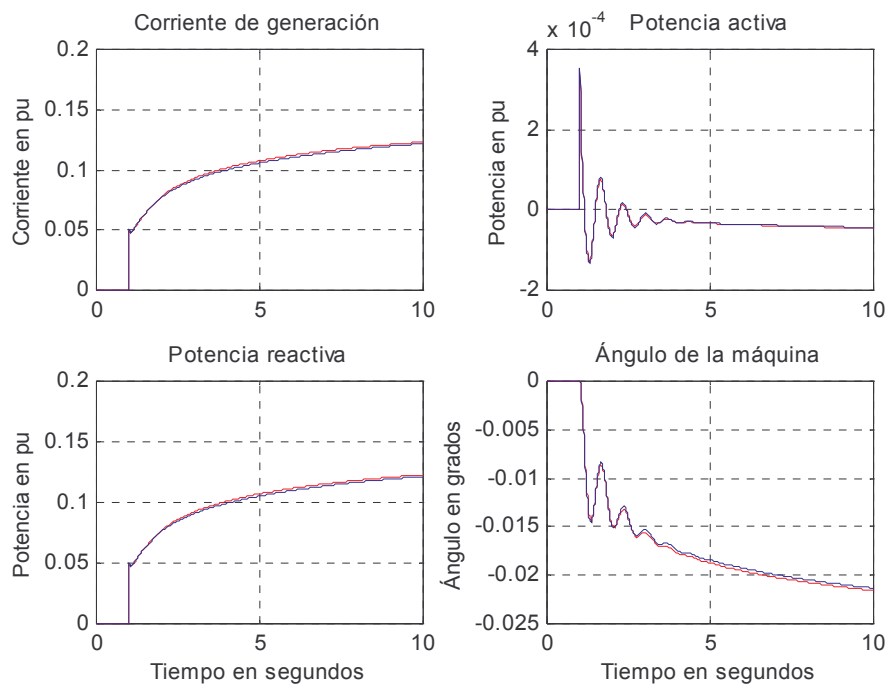 Corriente de generación
0.2
0.15
0.1
0.05
0
Corriente en pu
0
5
10
Potencia activa
x 10-4
4
2
0
-2
Potencia en pu
0
5
10
Potencia reactiva
0.2
0.15
0.1
0.05
0
Potencia en pu
0
5
10
Tiempo en segundos
Ángulo de la máquina
0
-0.005
-0.01
-0.015
-0.02
-0.025
Ángulo en grados
0
5
10
Tiempo en segundos